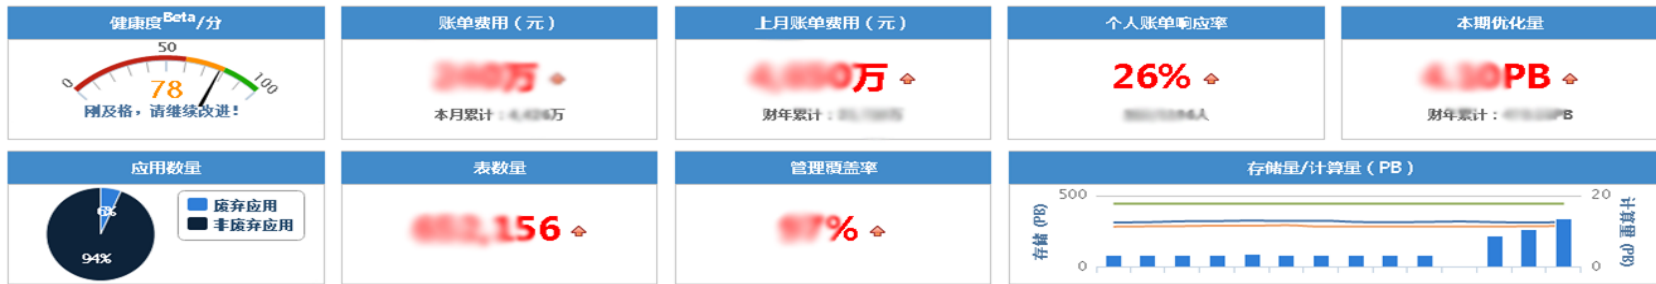 健康度Beta/分
0
50
100
78
刚及格，请继续改进！
账单费用（元）
万
本月累计：万
上月账单费用（元）
万
财年累计：
个人账单响应率
26%
人
本期优化量
PB
财年累计：PB
应用数量
6%
94%
废弃应用
非废弃应用
表数量
156
管理覆盖率
%
存储量/计算量（PB）
500
0
存储 (PB)
20
0
计算量 (PB)